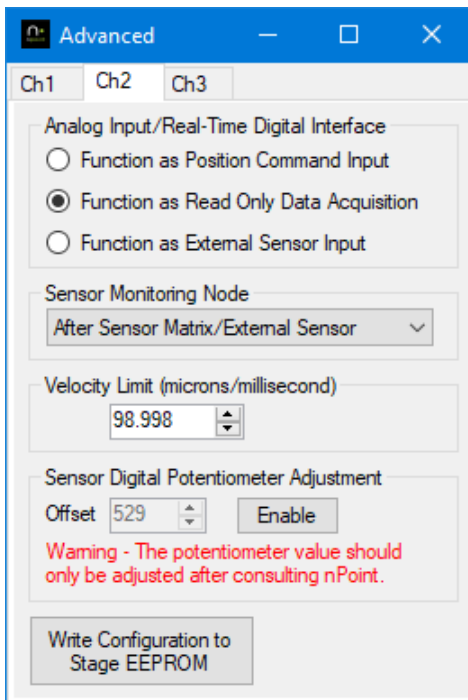 Advanced
Ch1 Ch2 Ch3
Analog Input/Real-Time Digital Interface
Function as Position Command Input
Function as Read Only Data Acquisition
Function as External Sensor Input
Sensor Monitoring Node
After Sensor Matrix/External Sensor
Velocity Limit (microns/millisecond)
98.998
Sensor Digital Potentiometer Adjustment
Offset 529 Enable
Warning - The potentiometer value should
only be adjusted after consulting nPoint.
Write Configuration to
Stage EEPROM